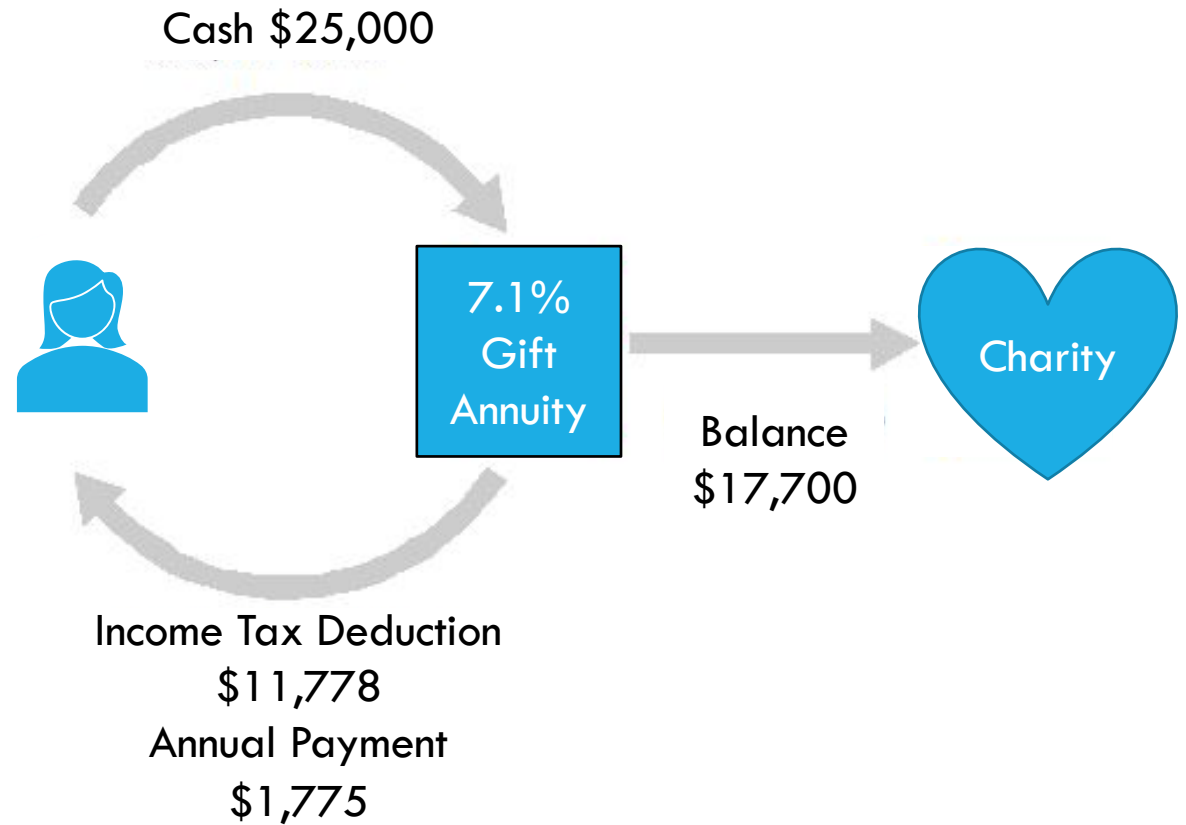 Cash $25,000
7.1%
Gift
Annuity
Charity
Balance
$17,700
Income Tax Deduction
$11,778
Annual Payment
$1,775